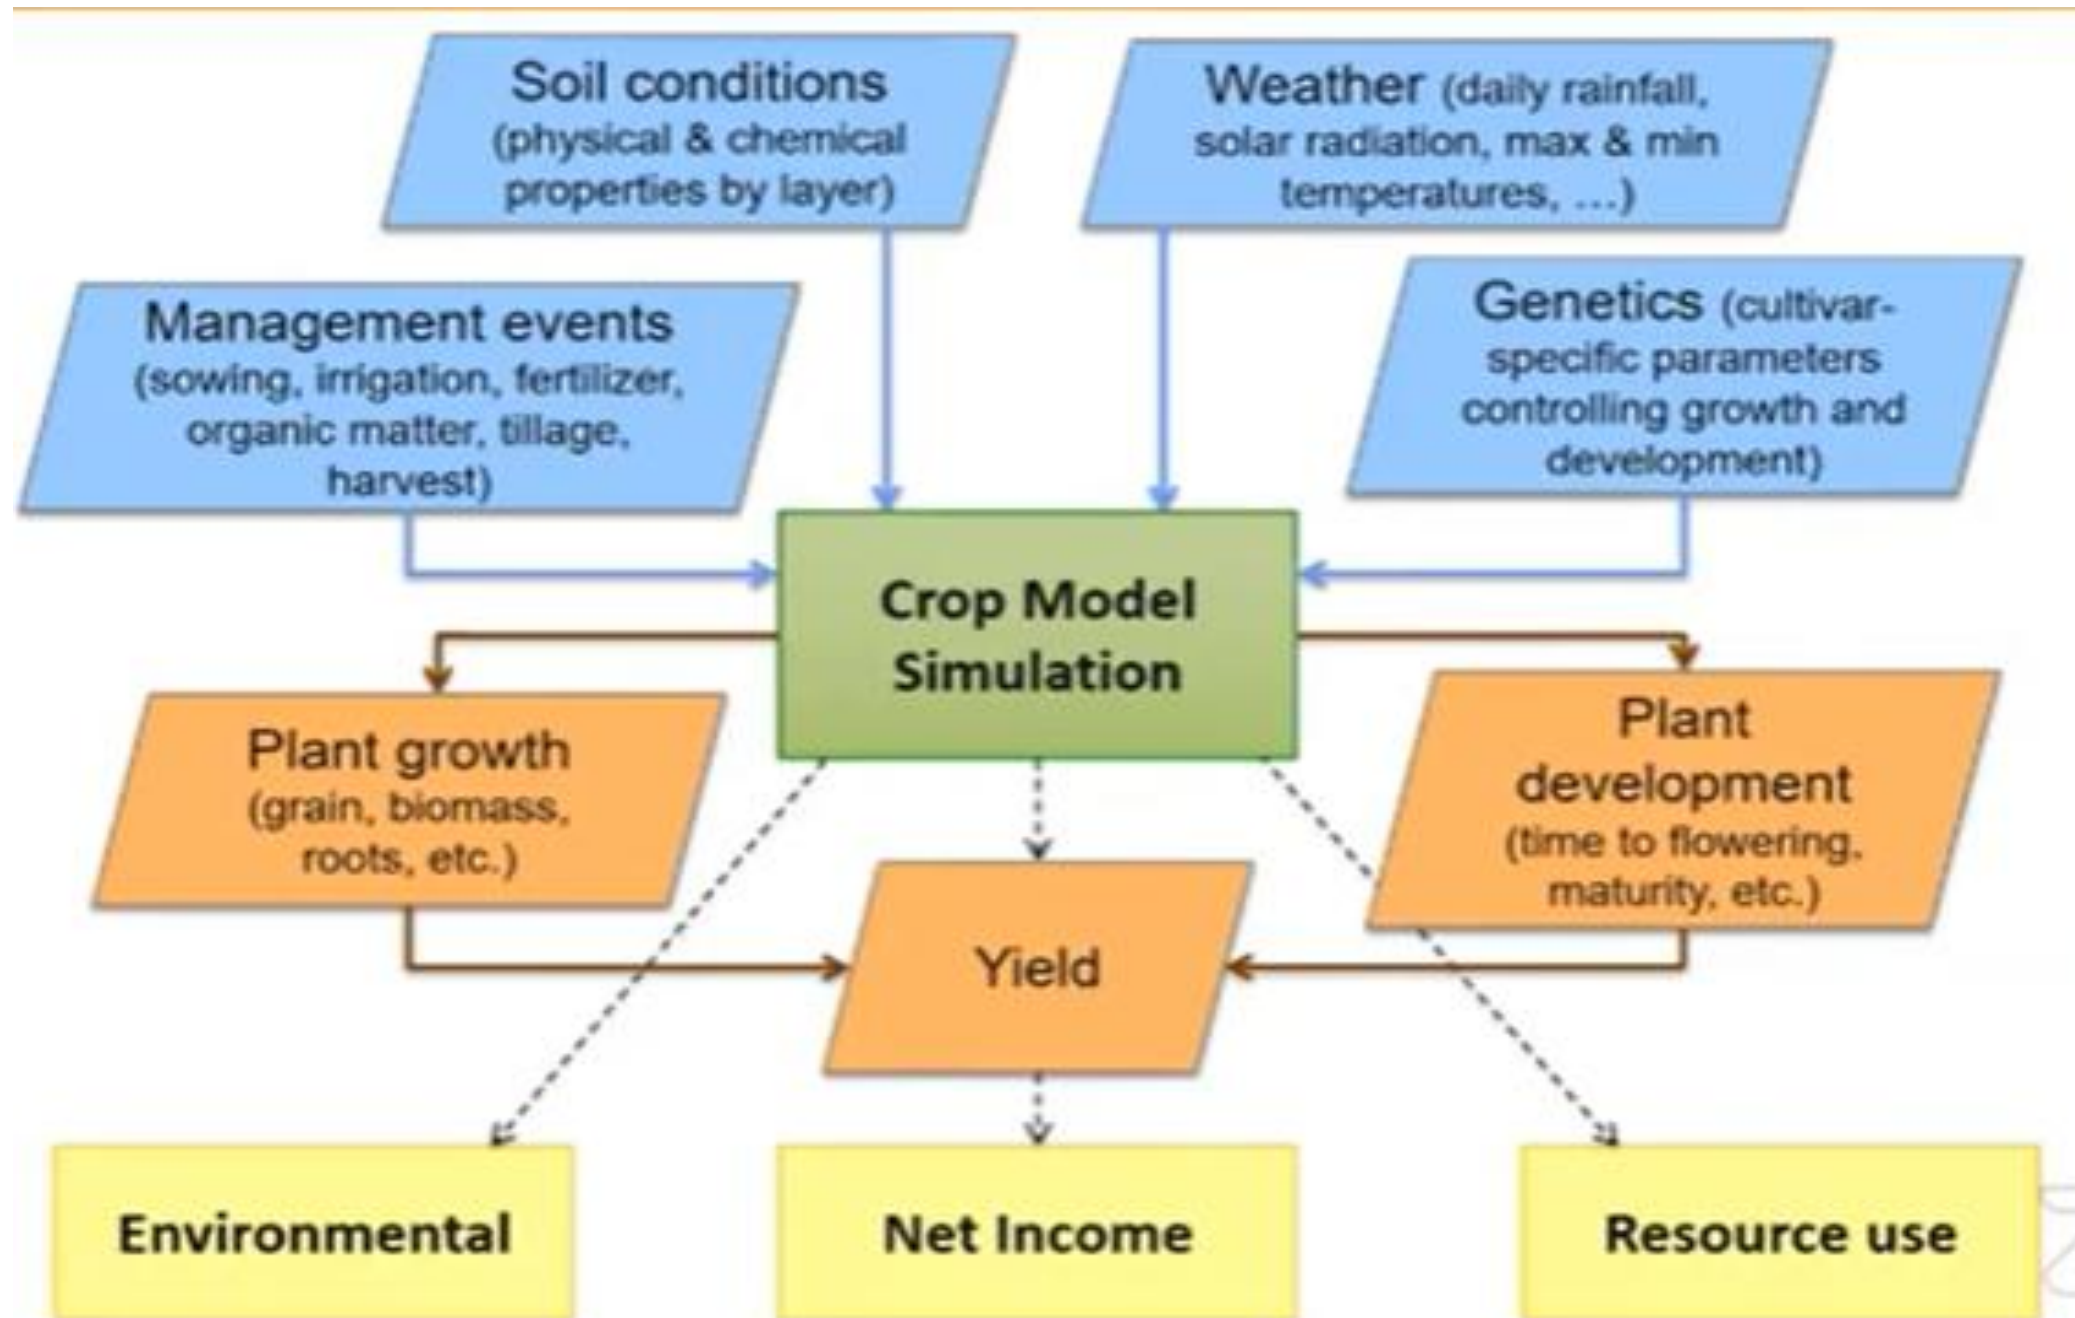 Soil conditions
(physical & chemical
properties by layer)
Weather (daily rainfall,
solar radiation, max & min
temperatures, ...)
Management events
(sowing, irrigation, fertilizer,
organic matter, tillage,
harvest)
Genetics (cultivar-
specific parameters
controlling growth and
development)
Crop Model
Simulation
Plant growth
(grain, biomass,
roots, etc.)
Plant
development
(time to flowering,
maturity, etc.)
Yield
Environmental
Net Income
Resource use